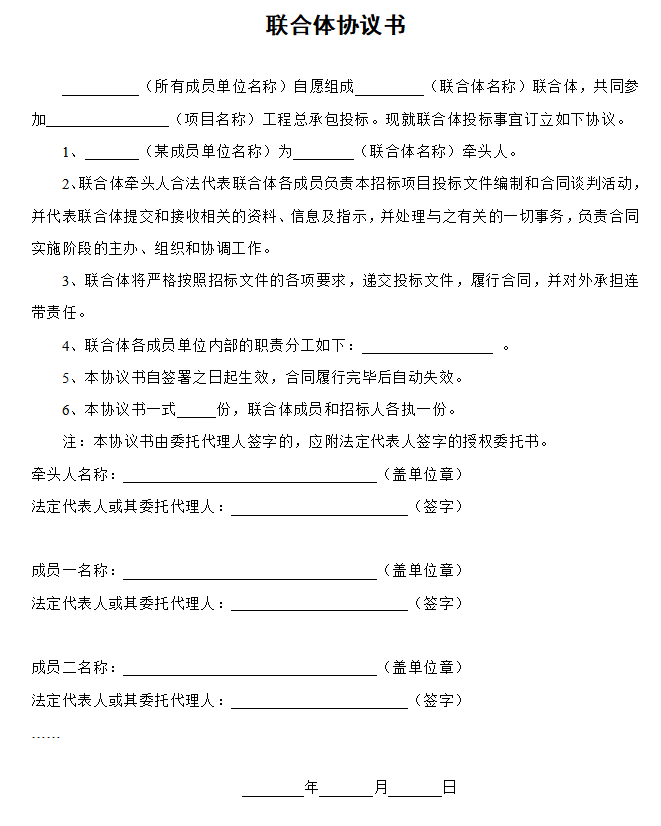 联合体协议书
__________（所有成员单位名称）自愿组成_________（联合体名称）联合体，共同参
加________________（项目名称）工程总承包投标。现就联合体投标事宜订立如下协议。
1、_______（某成员单位名称）为________（联合体名称）牵头人。
2、联合体牵头人合法代表联合体各成员负责本招标项目投标文件编制和合同谈判活动，
并代表联合体提交和接收相关的资料、信息及指示，并处理与之有关的一切事务，负责合同
实施阶段的主办、组织和协调工作。
3、联合体将严格按照招标文件的各项要求，递交投标文件，履行合同，并对外承担连
带责任。
4、联合体各成员单位内部的职责分工如下：_________________ 。
5、本协议书自签署之日起生效，合同履行完毕后自动失效。
6、本协议书一式_____份，联合体成员和招标人各执一份。
注：本协议书由委托代理人签字的，应附法定代表人签字的授权委托书。
牵头人名称：_________________________________（盖单位章）
法定代表人或其委托代理人：_______________________（签字）
成员一名称：_________________________________（盖单位章）
法定代表人或其委托代理人：_______________________（签字）
成员二名称：_________________________________（盖单位章）
法定代表人或其委托代理人：_______________________（签字）
……
________年_______月_______日